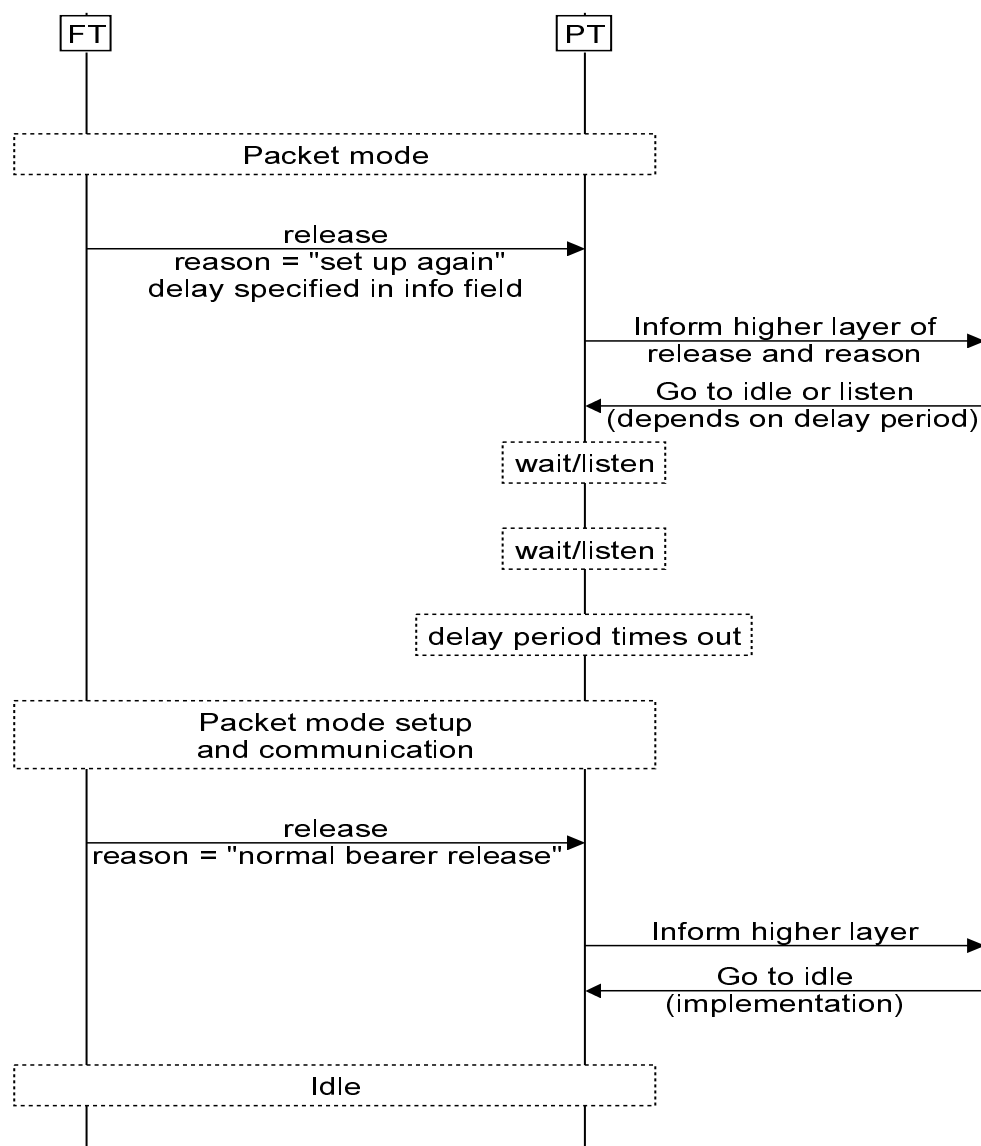 FT
PT
Packet mode
release
reason = "set up again"
delay specified in info field
Inform higher layer of
release and reason
Go to idle or listen
(depends on delay period)
wait/listen
wait/listen
delay period times out
Packet mode setup
and communication
release
reason = "normal bearer release"
Inform higher layer
Go to idle
(implementation)
Idle